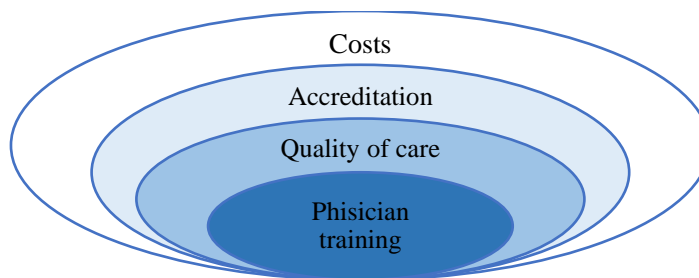 Costs
Accreditation
Quality of care
Phisician
training